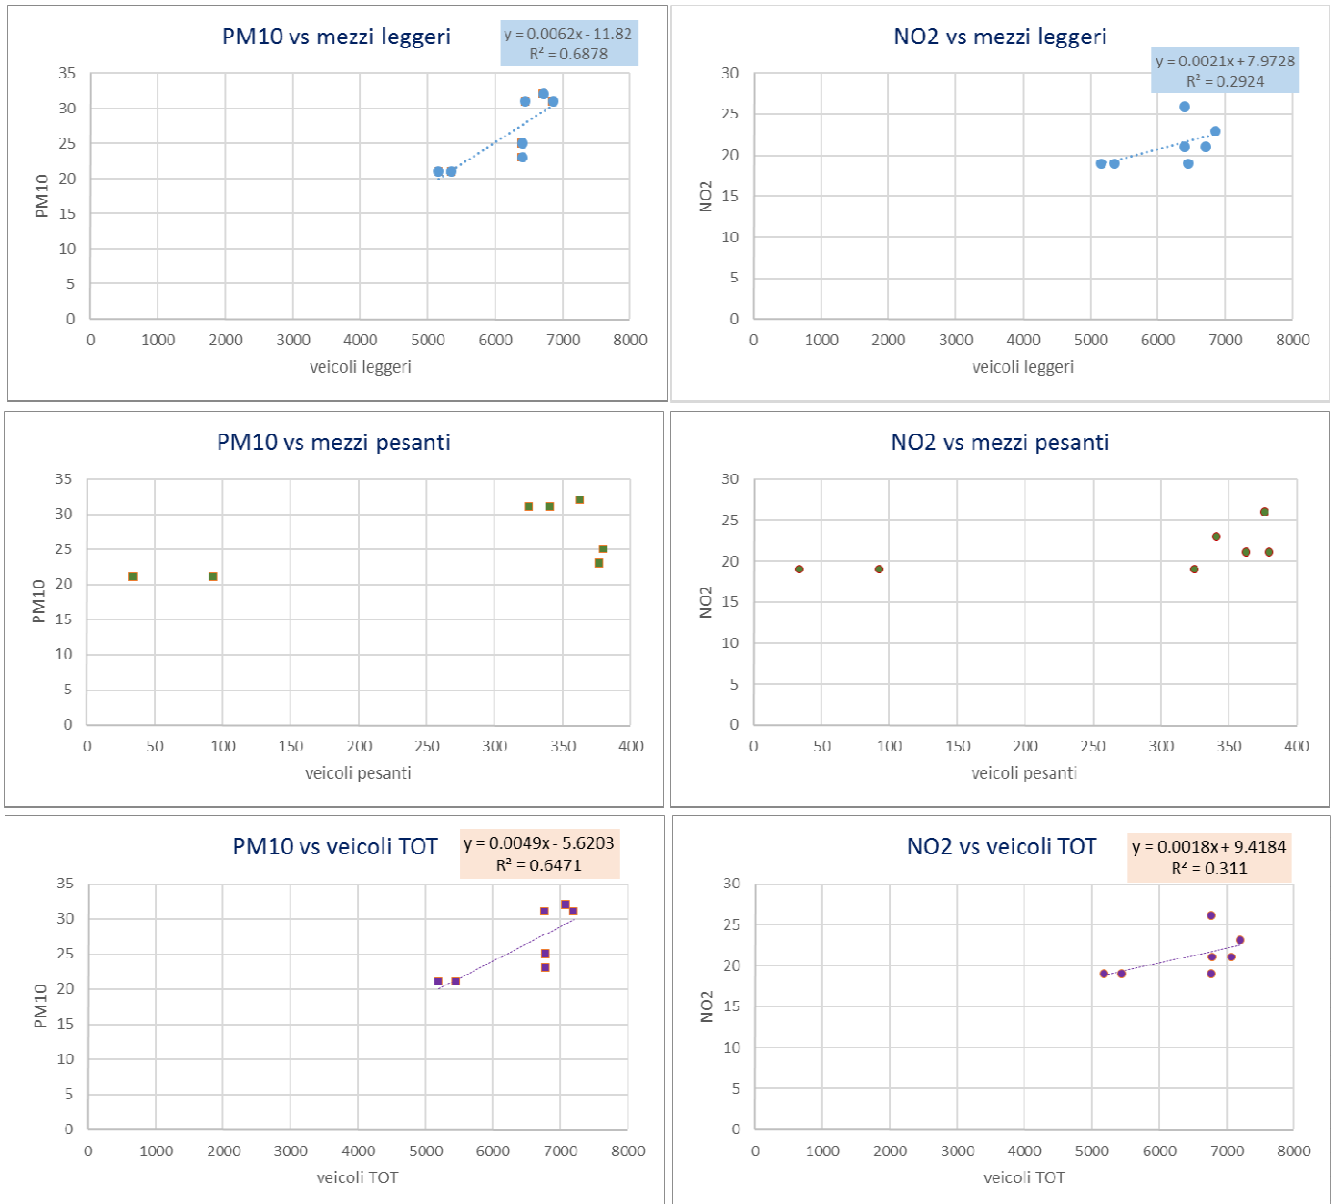 PM10 vs mezzi leggeri
y = 0.0062x - 11.82
R² = 0.6878
35
30
25
20
15
10
5
0
PM10
0 1000 2000 3000 4000 5000 6000 7000 8000
veicoli leggeri
NO2 vs mezzi leggeri
y = 0.0021x + 7.9728
R² = 0.2924
30
25
20
15
10
5
0
NO2
0 1000 2000 3000 4000 5000 6000 7000 8000
veicoli leggeri
PM10 vs mezzi pesanti
35
30
25
20
15
10
5
0
PM10
0 50 100 150 200 250 300 350 400
veicoli pesanti
NO2 vs mezzi pesanti
30
25
20
15
10
5
0
NO2
0 50 100 150 200 250 300 350 400
veicoli pesanti
PM10 vs veicoli TOT
y = 0.0049x - 5.6203
R² = 0.6471
35
30
25
20
15
10
5
0
PM10
0 1000 2000 3000 4000 5000 6000 7000 8000
veicoli TOT
NO2 vs veicoli TOT
y = 0.0018x + 9.4184
R² = 0.311
30
25
20
15
10
5
0
NO2
0 1000 2000 3000 4000 5000 6000 7000 8000
veicoli TOT